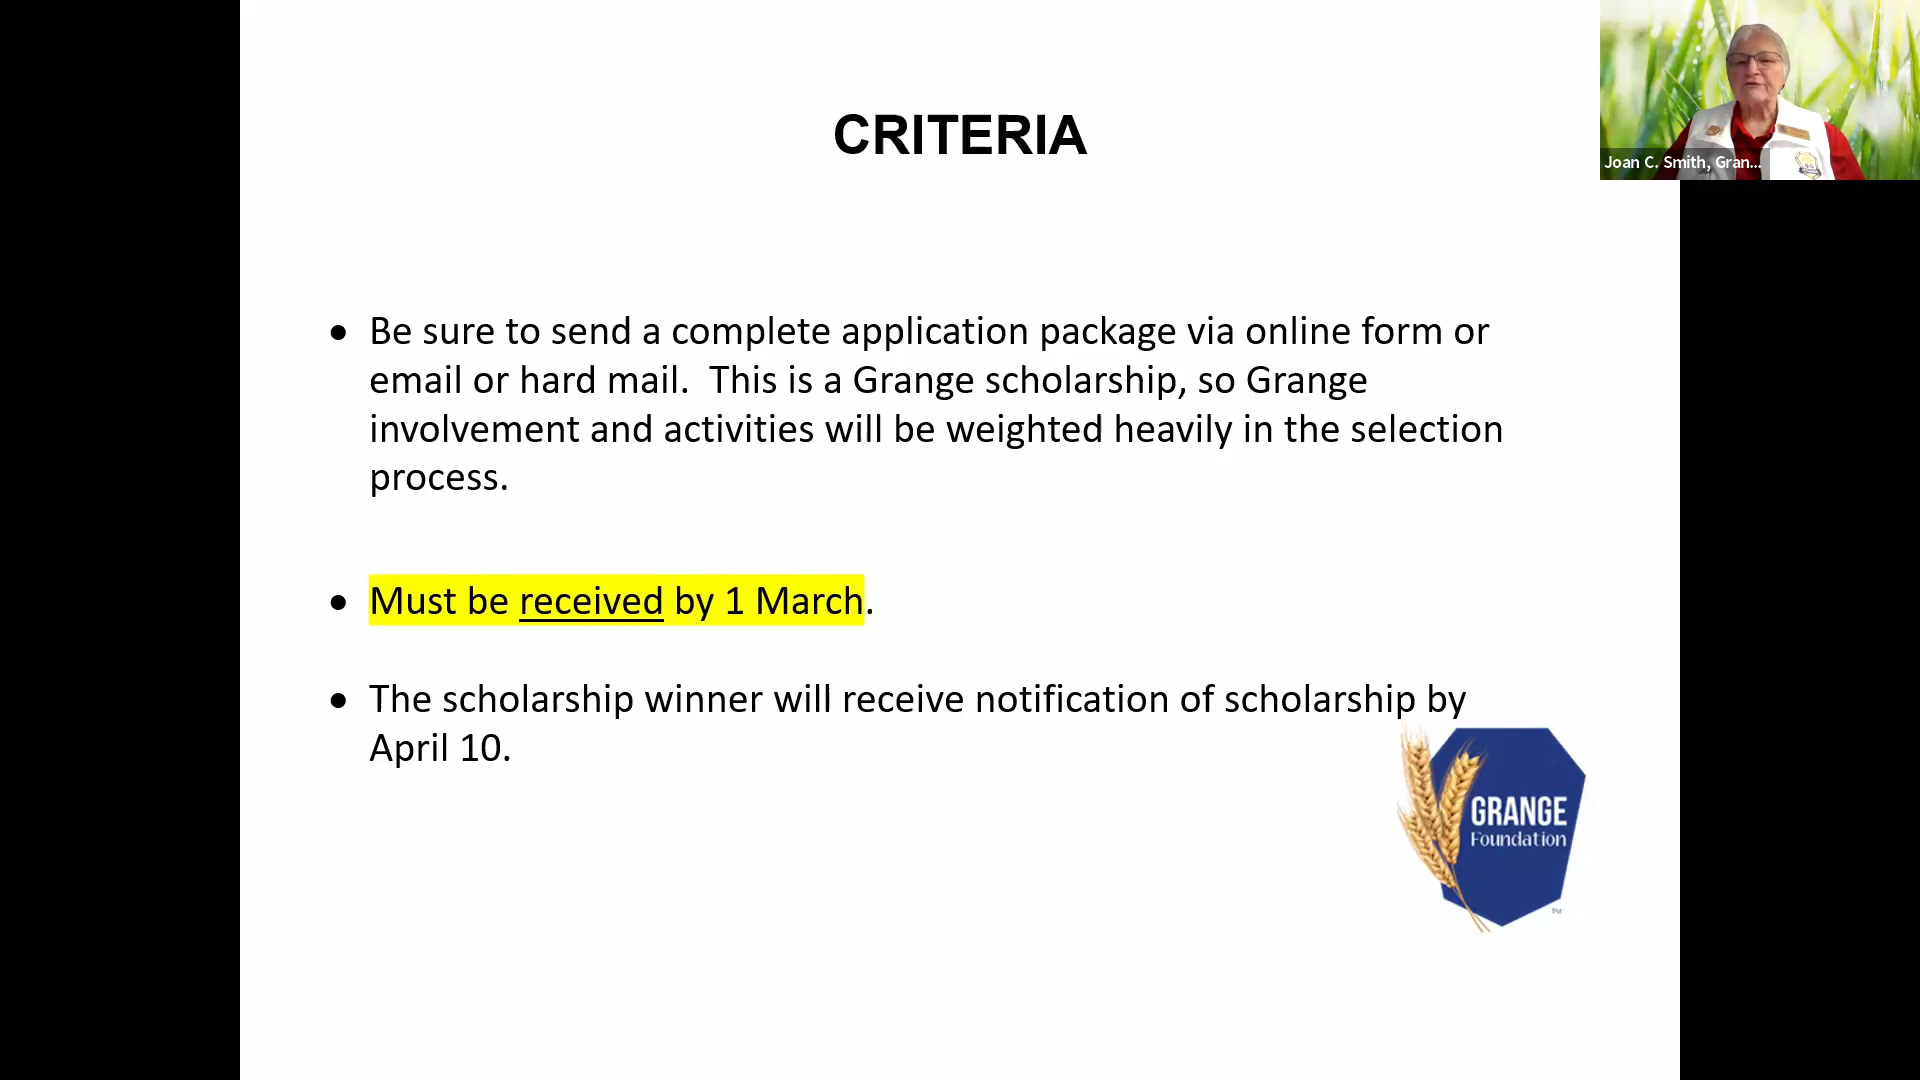 CRITERIA
Joan C. Smith, Gran...
• Be sure to send a complete application package via online form or
email or hard mail.  This is a Grange scholarship, so Grange
involvement and activities will be weighted heavily in the selection
process.
• Must be received by 1 March.
• The scholarship winner will receive notification of scholarship by
April 10.
GRANGE
Foundation
TM